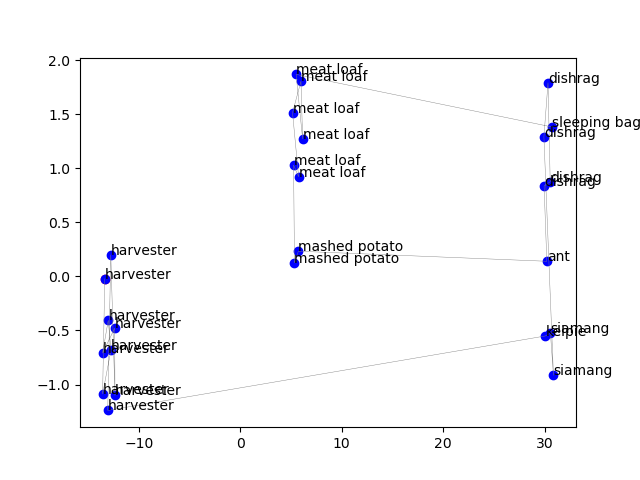 2.0
1.5
1.0
0.5
0.0
−0.5
−1.0
−10
0
10
20
30
meat loaf
meat loaf
dishrag
meat loaf
sleeping bag
dishrag
meat loaf
meat loaf
meat loaf
dishrag
dishrag
mashed potato
mashed potato
ant
harvester
harvester
harvester
harvester
siamang
kelpie
harvester
harvester
siamang
harvester
harvester
harvester